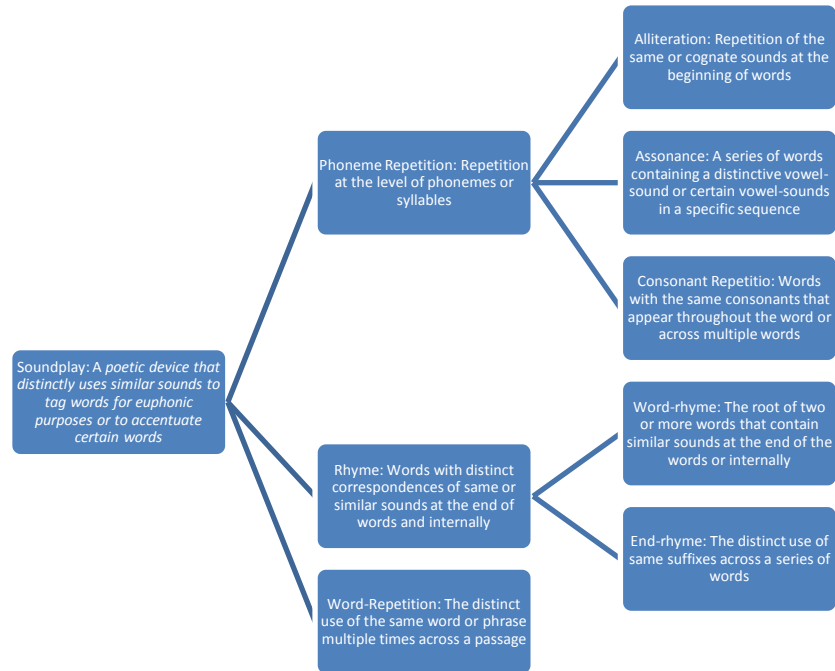 Soundplay: A poetic device that
distinctly uses similar sounds to
tag words for euphonic
purposes or to accentuate
certain words
Phoneme Repetition: Repetition
at the level of phonemes or
syllables
Alliteration: Repetition of the
same or cognate sounds at the
beginning of words
Assonance: A series of words
containing a distinctive vowel-
sound or certain vowel-sounds
in a specific sequence
Consonant Repetitio: Words
with the same consonants that
appear throughout the word or
across multiple words
Rhyme: Words with distinct
correspondences of same or
similar sounds at the end of
words and internally
Word-rhyme: The root of two
or more words that contain
similar sounds at the end of the
words or internally
End-rhyme: The distinct use of
same suffixes across a series of
words
Word-Repetition: The distinct
use of the same word or phrase
multiple times across a passage